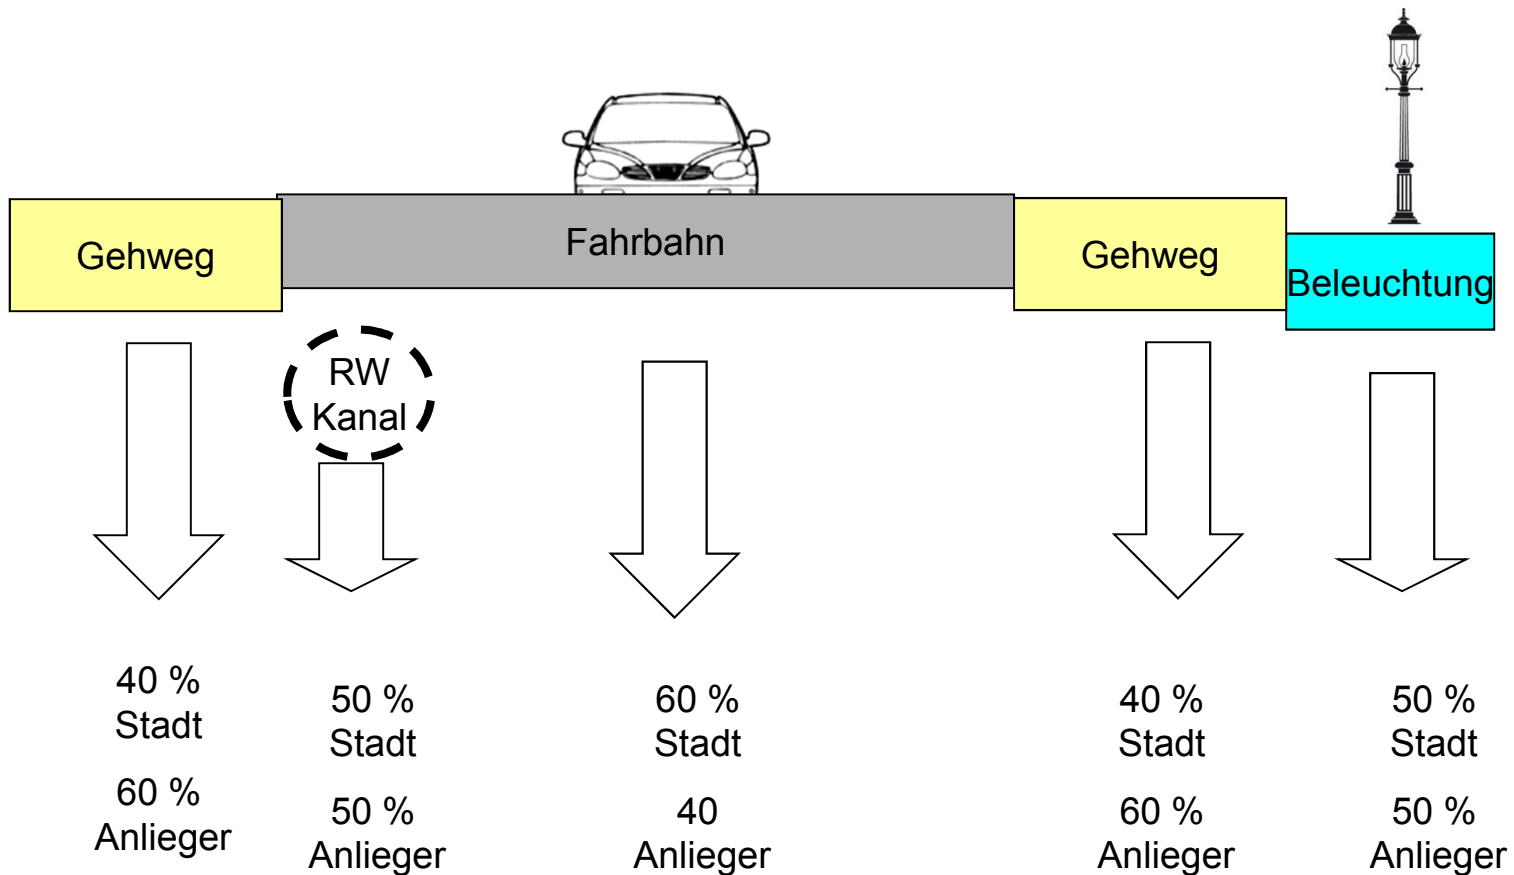 Gehweg
Fahrbahn
Gehweg
Beleuchtung
RW
Kanal
40 %
Stadt
60 %
Anlieger
50 %
Stadt
50 %
Anlieger
60 %
Stadt
40
Anlieger
40 %
Stadt
60 %
Anlieger
50 %
Stadt
50 %
Anlieger